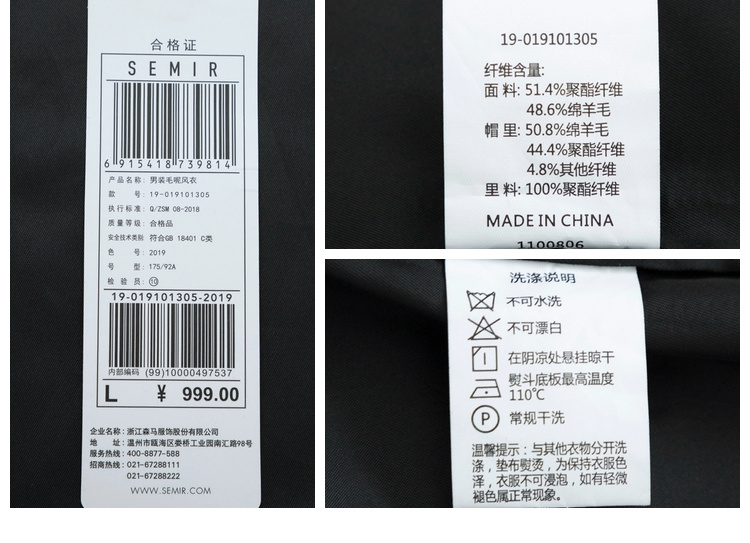 合格证
SEMIR
6 915418 739814
产品名称: 男装毛呢风衣
款 号: 19-019101305
执行标准: Q/ZSM 08-2018
质量等级: 合格品
安全技术类别: 符合GB 18401 C类
色 号: 2019
号 型: 175/92A
检 验 员: ⑩
19-019101305-2019
内部编码 (99)10000497537
L ¥ 999.00
企业名称: 浙江森马服饰股份有限公司
地 址: 温州市瓯海区娄桥工业园南汇路98号
服务热线: 400-8877-588
招商热线: 021-67288111
021-67288222
WWW.SEMIR.COM
19-019101305
纤维含量:
面 料: 51.4%聚酯纤维
48.6%绵羊毛
帽 里: 50.8%绵羊毛
44.4%聚酯纤维
4.8%其他纤维
里 料: 100%聚酯纤维
MADE IN CHINA
1100806
洗涤说明
不可水洗
不可漂白
在阴凉处悬挂晾干
熨斗底板最高温度
110℃
P 常规干洗
温馨提示: 与其他衣物分开洗
涤, 垫布熨烫, 为保持衣服色
泽, 衣服不可浸泡, 如有轻微
褪色属正常现象。